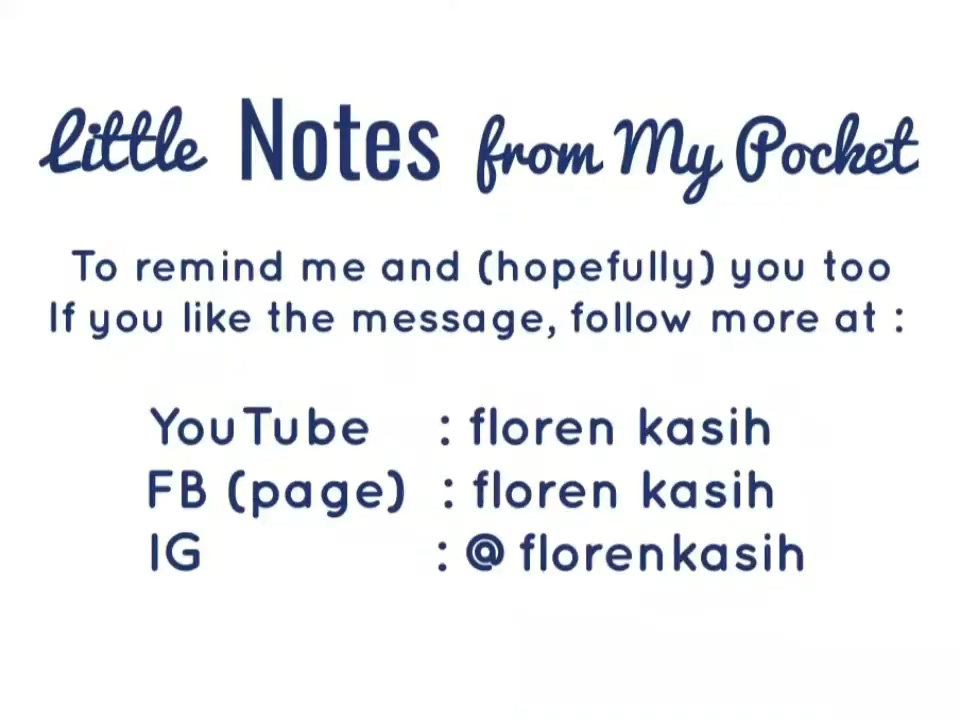 little Notes from My Pocket
To remind me and (hopefully) you too
If you like the message, follow more at :
YouTube : floren kasih
FB (page) : floren kasih
IG : @ florenkasih